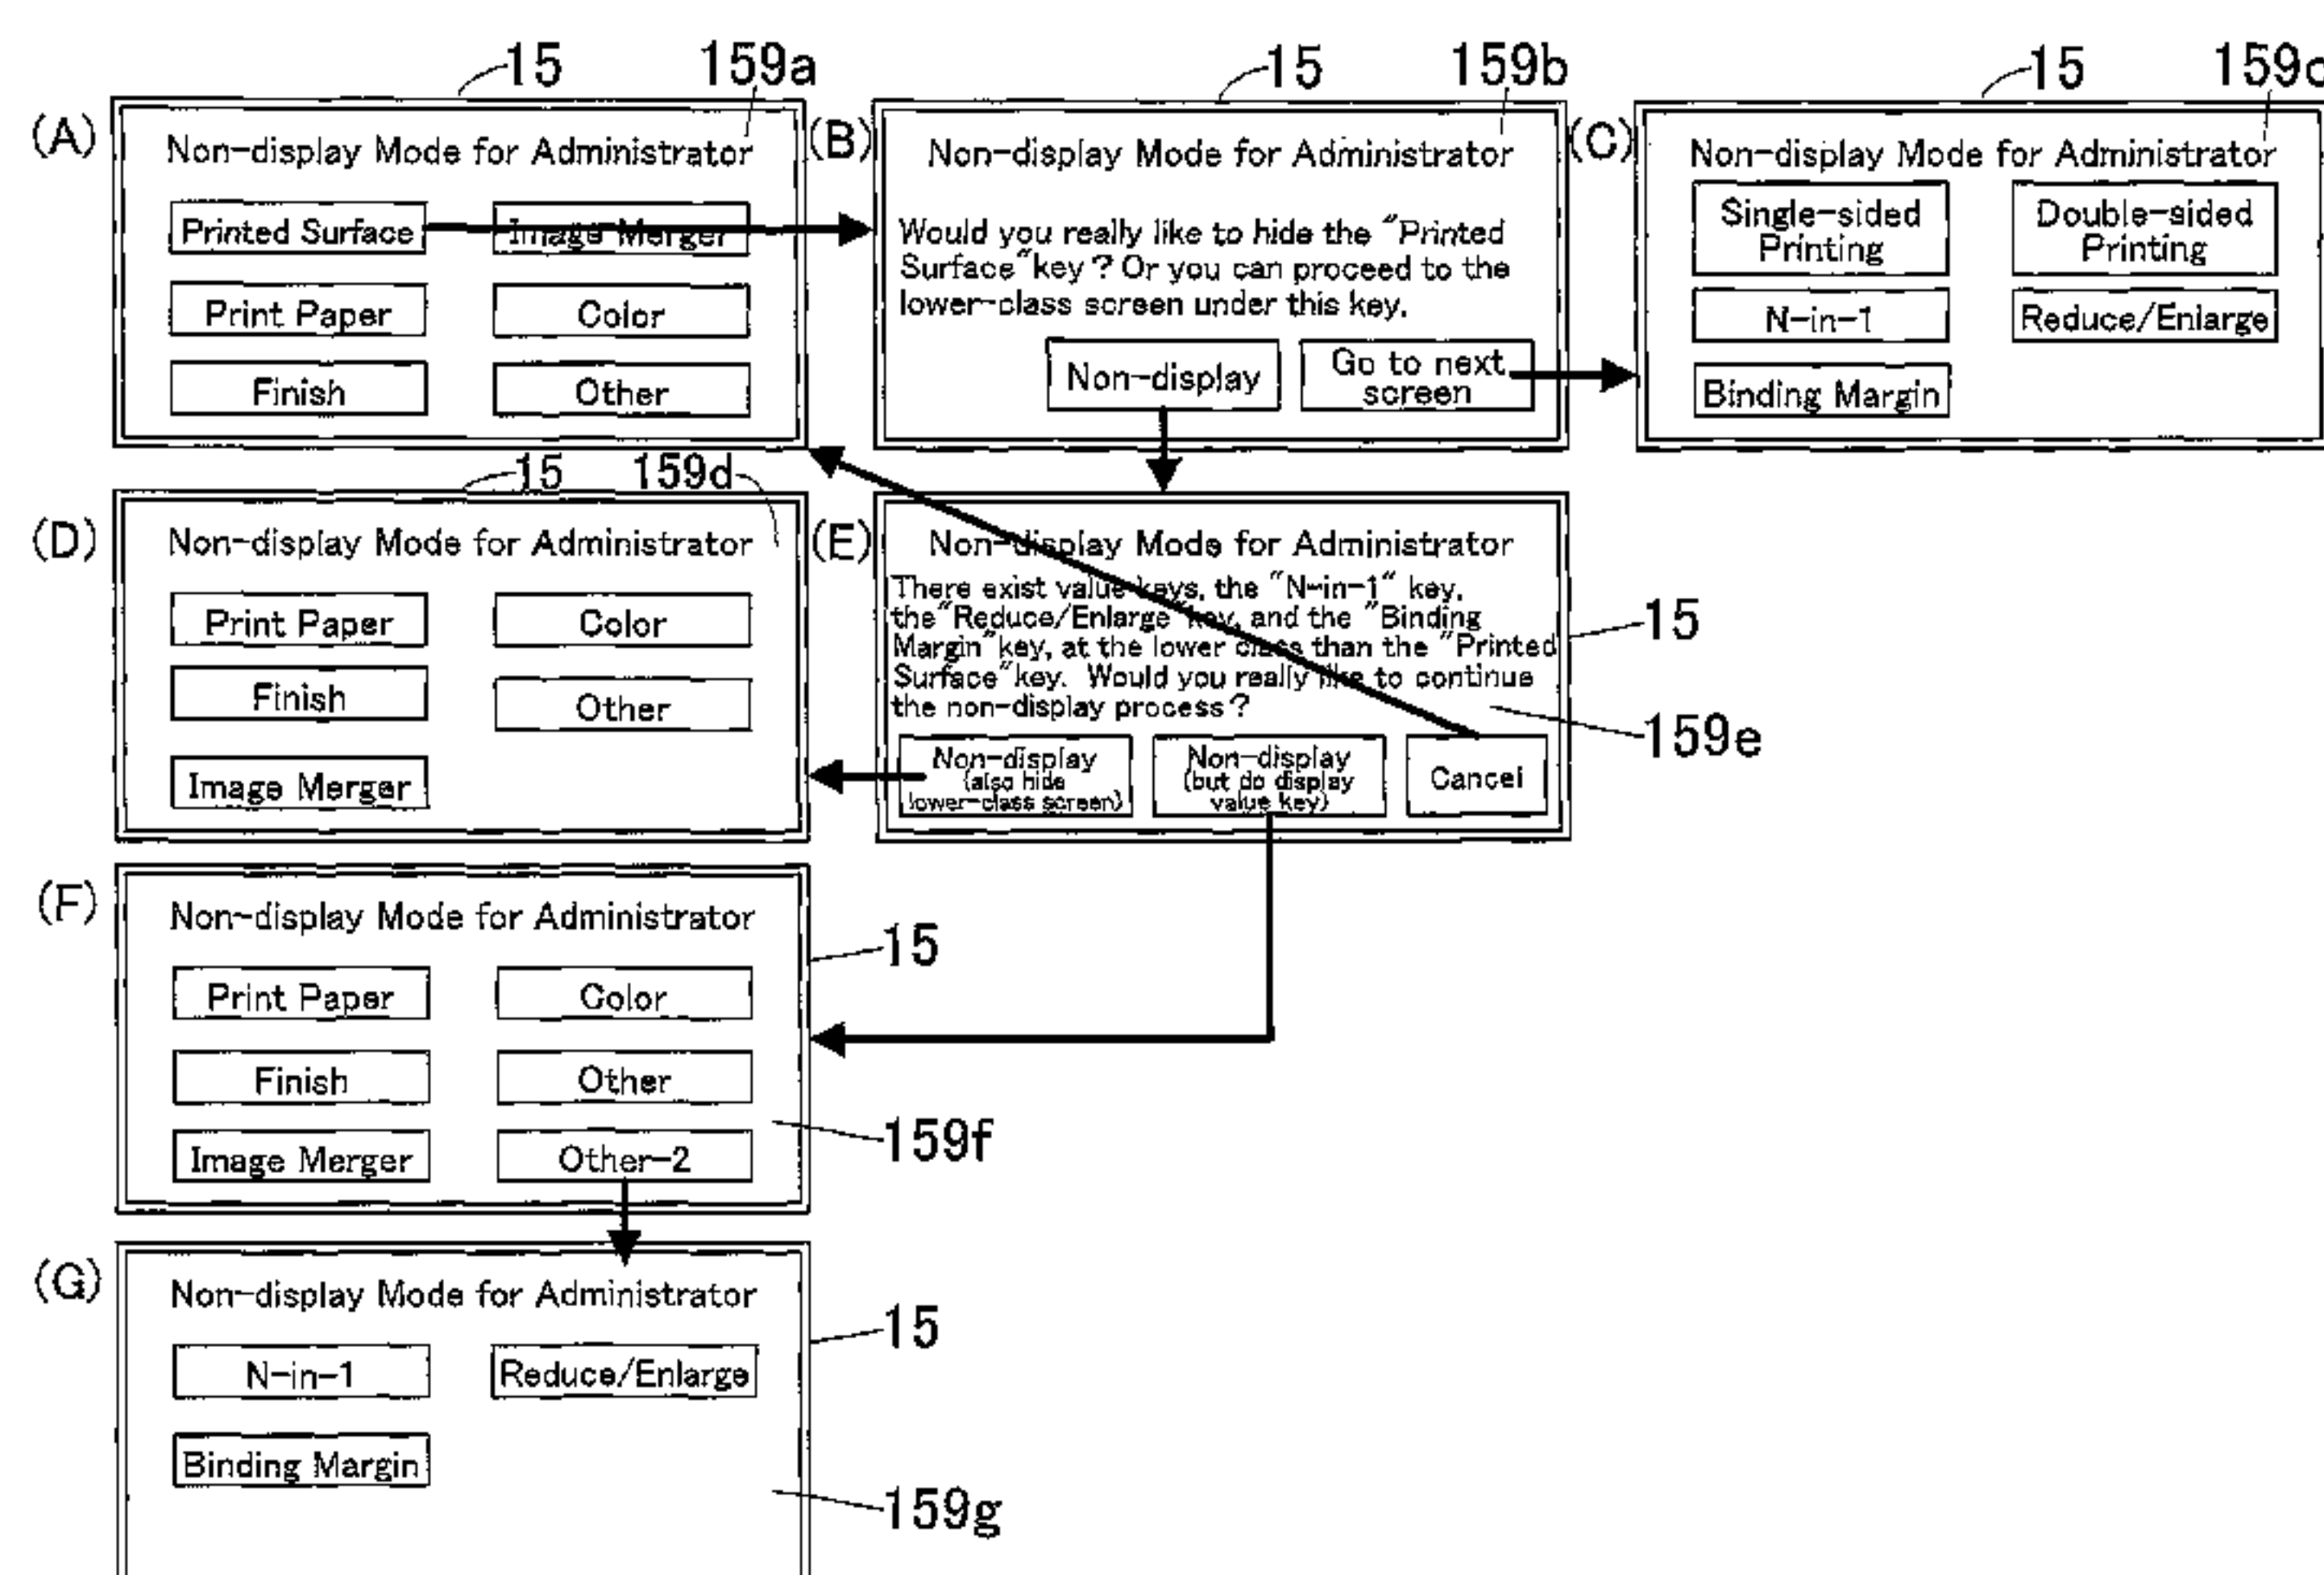 15
159a
15
159b
15
159c
(A)
Non-display Mode for Administrator
Printed Surface
Image Merger
Print Paper
Color
Finish
Other
(B)
Non-display Mode for Administrator
Would you really like to hide the "Printed
Surface"key? Or you can proceed to the
lower-class screen under this key.
Non-display
Go to next
screen
(C)
Non-display Mode for Administrator
Single-sided
Printing
Double-sided
Printing
N-in-1
Reduce/Enlarge
Binding Margin
15
159d
(D)
Non-display Mode for Administrator
Print Paper
Color
Finish
Other
Image Merger
(E)
Non-display Mode for Administrator
There exist value keys, the "N-in-1" key,
the"Reduce/Enlarge"key, and the "Binding
Margin"key, at the lower class than the "Printed
Surface"key. Would you really like to continue
the non-display process?
15
159e
Non-display
(also hide
lower-class screen)
Non-display
(but do display
value key)
Cancel
(F)
Non-display Mode for Administrator
15
Print Paper
Color
Finish
Other
159f
Image Merger
Other-2
(G)
Non-display Mode for Administrator
15
N-in-1
Reduce/Enlarge
Binding Margin
159g